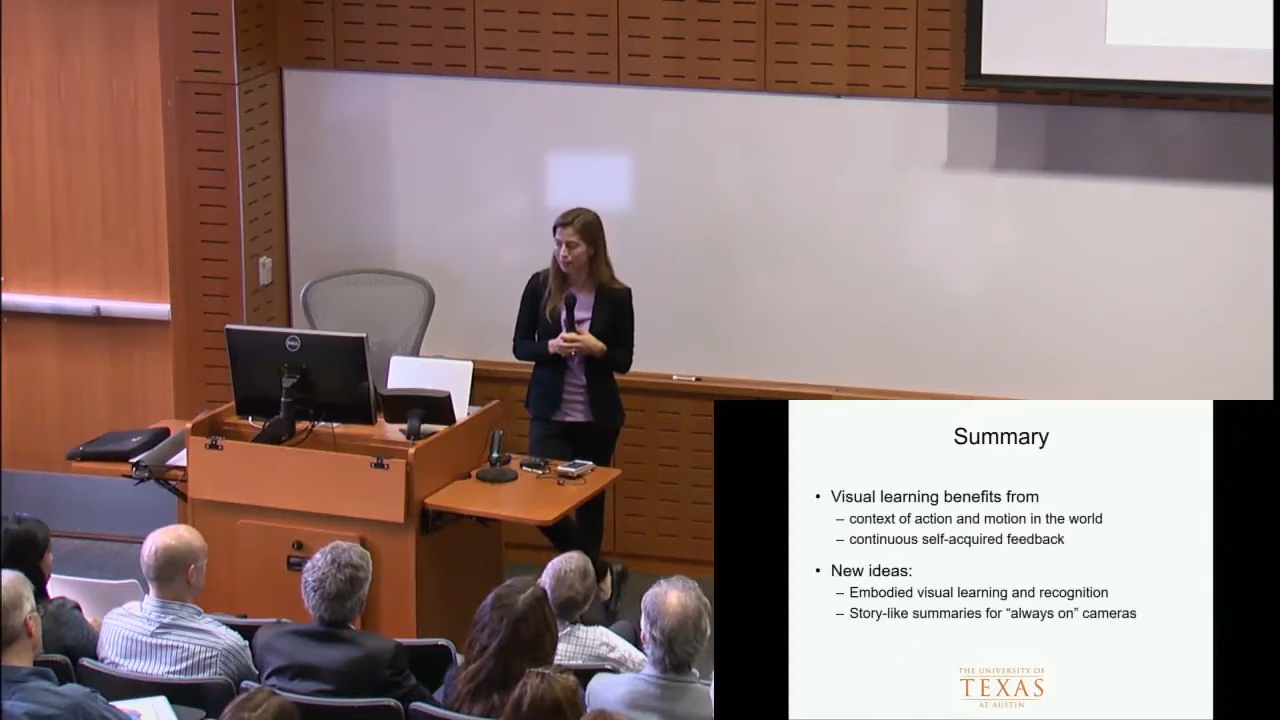 DELL
Summary
• Visual learning benefits from
– context of action and motion in the world
– continuous self-acquired feedback
• New ideas:
– Embodied visual learning and recognition
– Story-like summaries for “always on” cameras
THE UNIVERSITY OF
TEXAS
AT AUSTIN